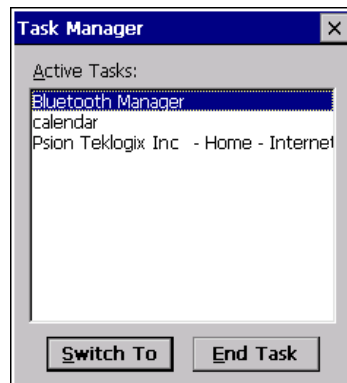 Task Manager
Active Tasks:
Bluetooth Manager
calendar
Psion Teklogix Inc - Home - Internet
Switch To
End Task